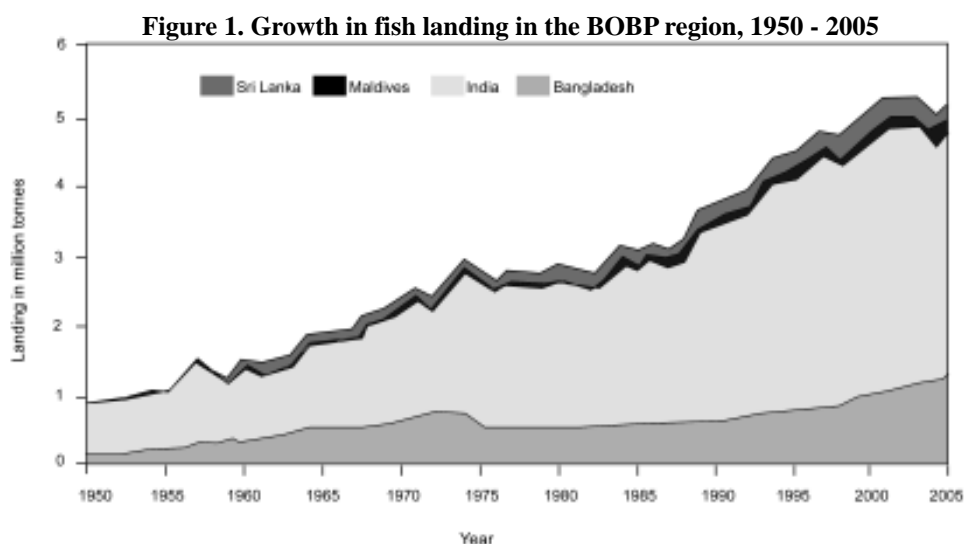 Figure 1. Growth in fish landing in the BOBP region, 1950 - 2005
6
Sri Lanka Maldives India Bangladesh
5
4
3
2
1
0
Landing in million tonnes
1950 1955 1960 1965 1970 1975 1980 1985 1990 1995 2000 2005
Year